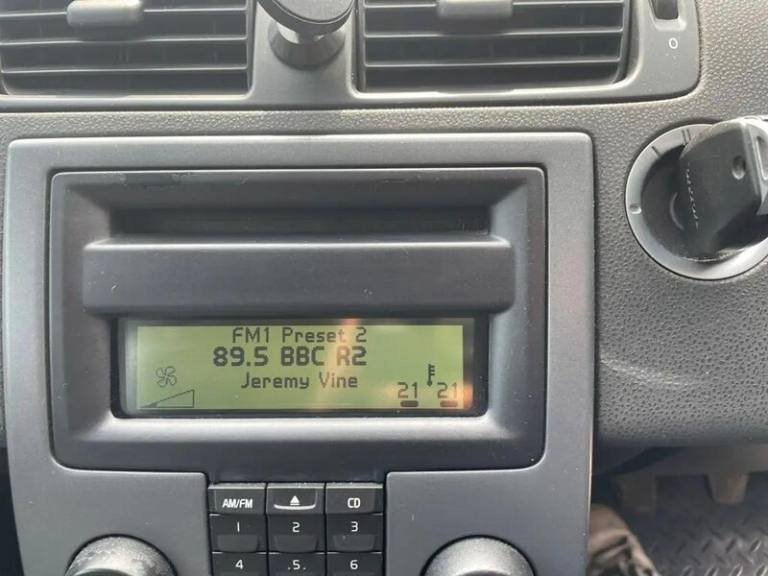 0
FM1 Preset 2
89.5 BBC R2
Jeremy Vine
21 21
AM/FM CD
1 2 3
4 .5. 6